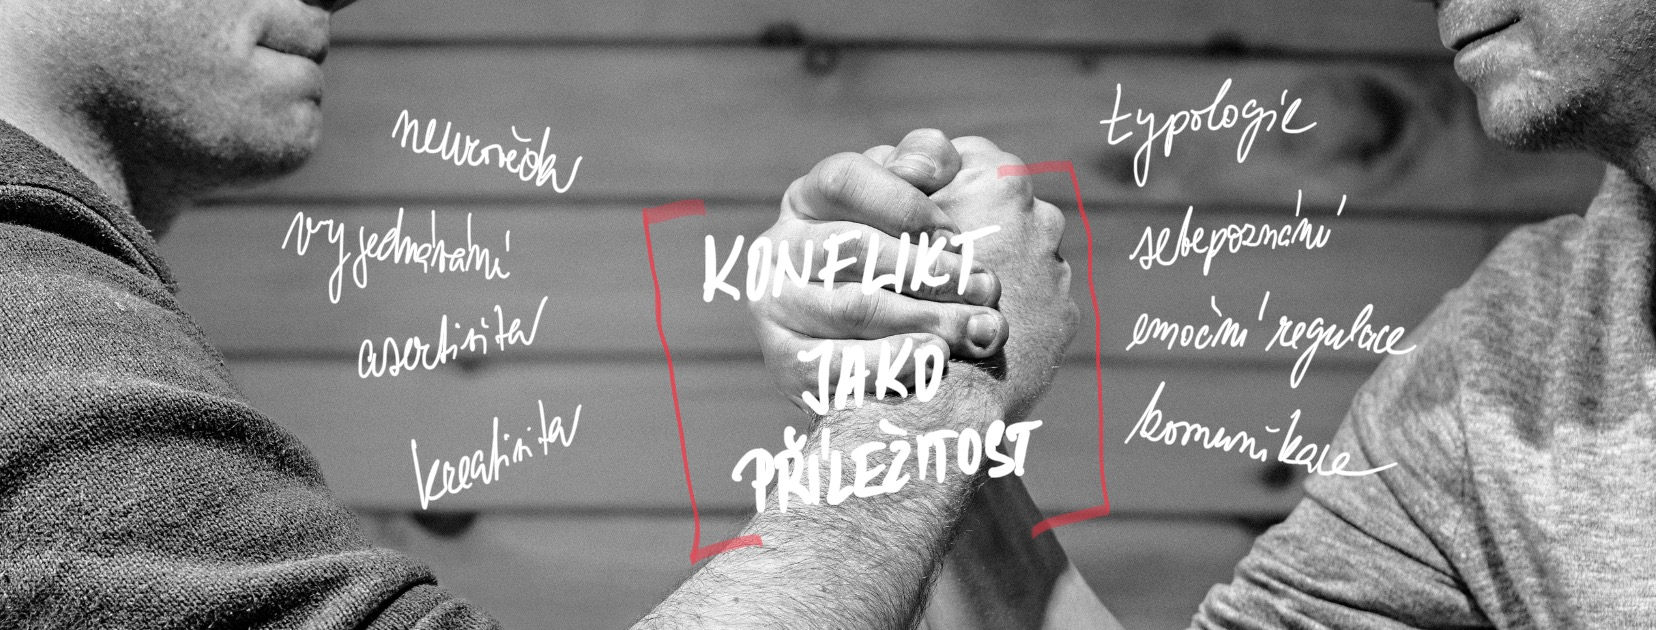 neurověda
vyjednávání
asertivita
kreativita
KONFLIKT
JAKO
PŘÍLEŽITOST
typologie
sebepoznání
emoční regulace
komunikace